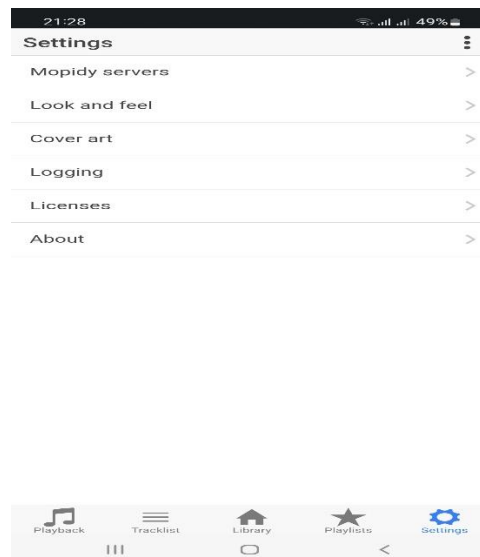 21:28 49%
Settings
Mopidy servers
Look and feel
Cover art
Logging
Licenses
About
Playback Tracklist Library Playlists Settings